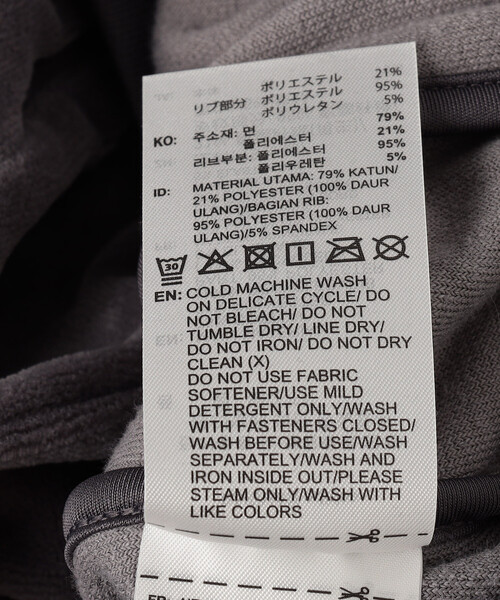 ポリエステル 21%
リブ部分 ポリエステル 95%
ポリウレタン 5%
KO: 주소재: 면 79%
폴리에스터 21%
리브부분: 폴리에스터 95%
폴리우레탄 5%
ID: MATERIAL UTAMA: 79% KATUN/
21% POLYESTER (100% DAUR
ULANG)/BAGIAN RIB:
95% POLYESTER (100% DAUR
ULANG)/5% SPANDEX
30
EN: COLD MACHINE WASH
ON DELICATE CYCLE/ DO
NOT BLEACH/ DO NOT
TUMBLE DRY/ LINE DRY/
DO NOT IRON/ DO NOT DRY
CLEAN (X)
DO NOT USE FABRIC
SOFTENER/USE MILD
DETERGENT ONLY/WASH
WITH FASTENERS CLOSED/
WASH BEFORE USE/WASH
SEPARATELY/WASH AND
IRON INSIDE OUT/PLEASE
STEAM ONLY/WASH WITH
LIKE COLORS